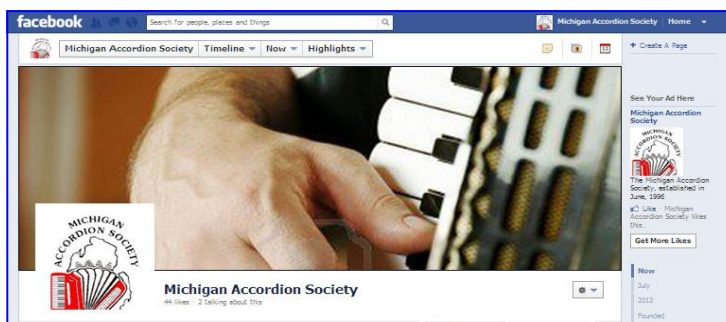 facebook
Search for people, places and things
Michigan Accordion Society
Home
Michigan Accordion Society
Timeline
Now
Highlights
31
+ Create A Page
See Your Ad Here
Michigan Accordion
Society
MICHIGAN
ACCORDION SOCIETY
The Michigan Accordion
Society, established in
June, 1996
Like · Michigan
Accordion Society likes
this.
Get More Likes
MICHIGAN
ACCORDION SOCIETY
Michigan Accordion Society
44 likes · 2 talking about this
Now
July
2012
Founded